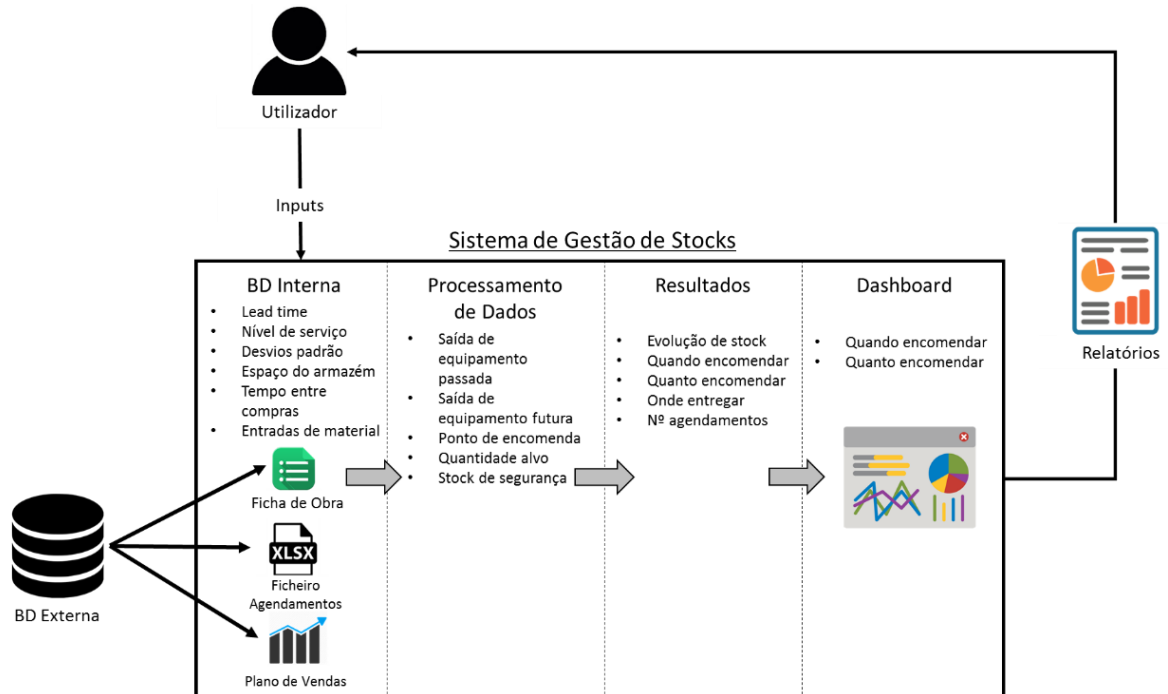 Utilizador
Inputs
Sistema de Gestão de Stocks
BD Interna
• Lead time
• Nível de serviço
• Desvios padrão
• Espaço do armazém
• Tempo entre
compras
• Entradas de material
Ficha de Obra
XLSX
Ficheiro
Agendamentos
Plano de Vendas
BD Externa
Processamento
de Dados
• Saída de
equipamento
passada
• Saída de
equipamento futura
• Ponto de encomenda
• Quantidade alvo
• Stock de segurança
Resultados
• Evolução de stock
• Quando encomendar
• Quanto encomendar
• Onde entregar
• Nº agendamentos
Dashboard
• Quando encomendar
• Quanto encomendar
Relatórios